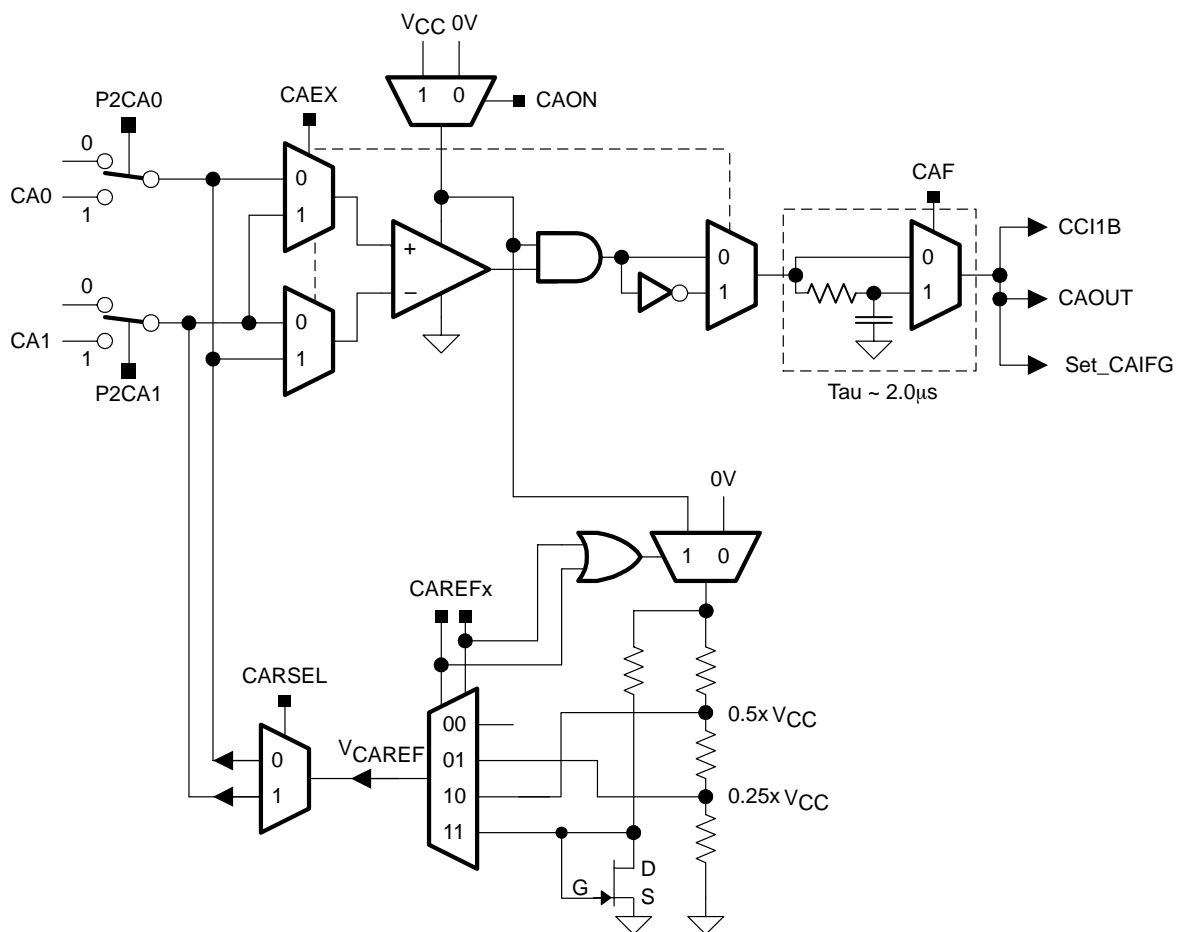 VCC 0V
1 0
CAON
P2CA0
0
CA0
1
CAEX
0
1
+
−
0
CA1
1
P2CA1
0
1
0
1
CAF
0
1
Tau ~ 2.0μs
CCI1B
CAOUT
Set_CAIFG
0V
1 0
CAREFx
CARSEL
0
1
VCAREF
00
01
10
11
0.5x VCC
0.25x VCC
G
D
S